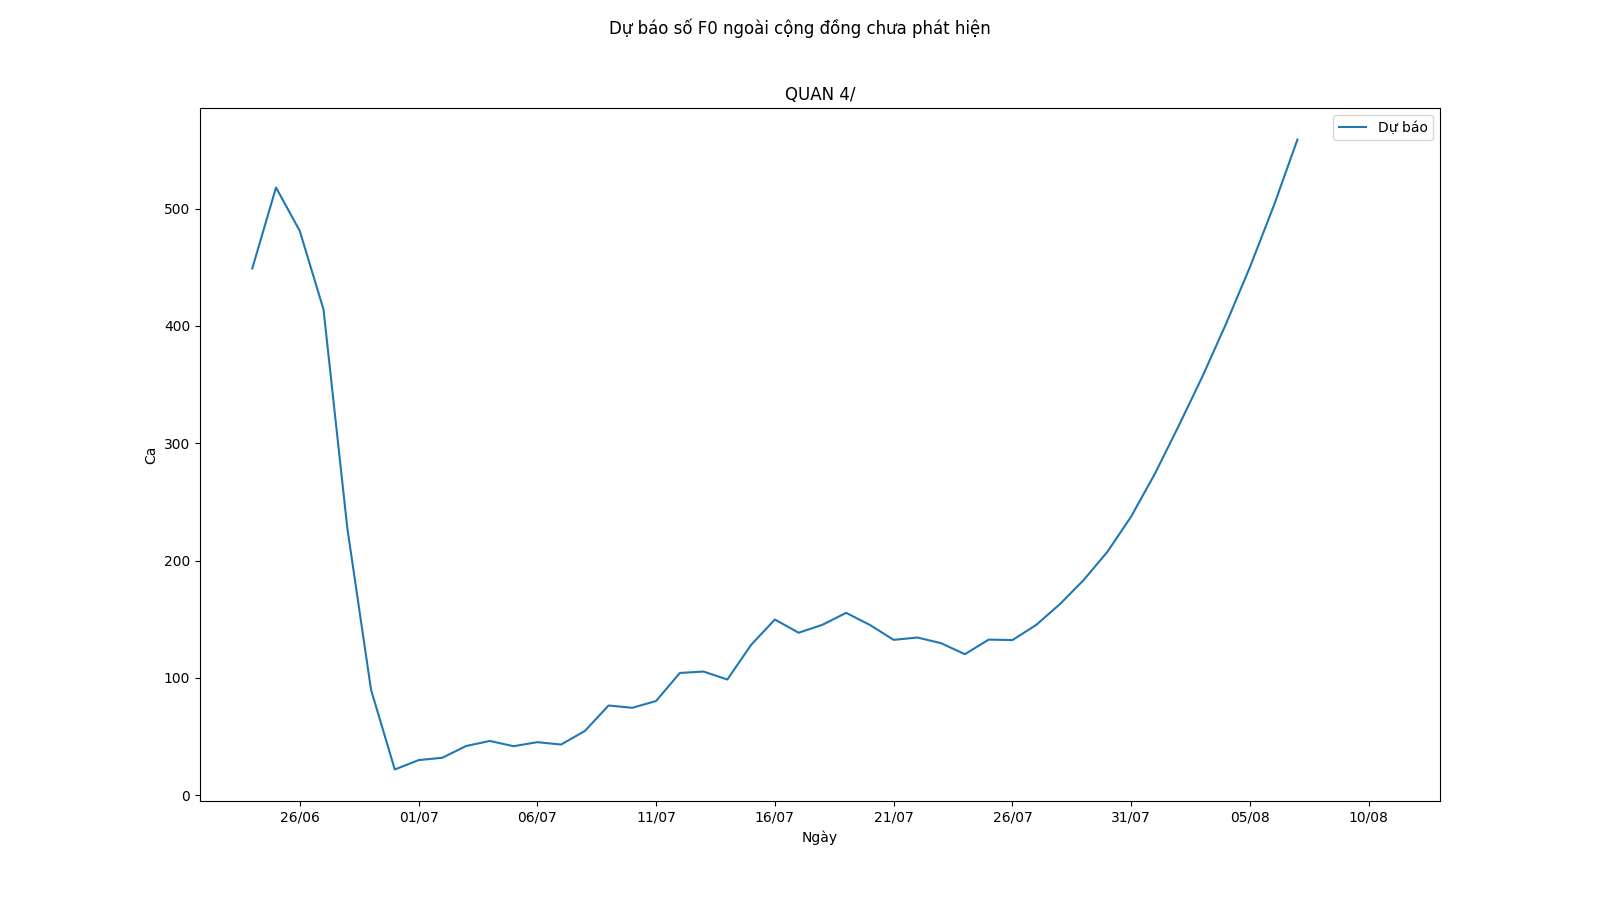 Dự báo số F0 ngoài cộng đồng chưa phát hiện
QUAN 4/
Dự báo
500
400
300
200
100
0
Ca
26/06 01/07 06/07 11/07 16/07 21/07 26/07 31/07 05/08 10/08
Ngày